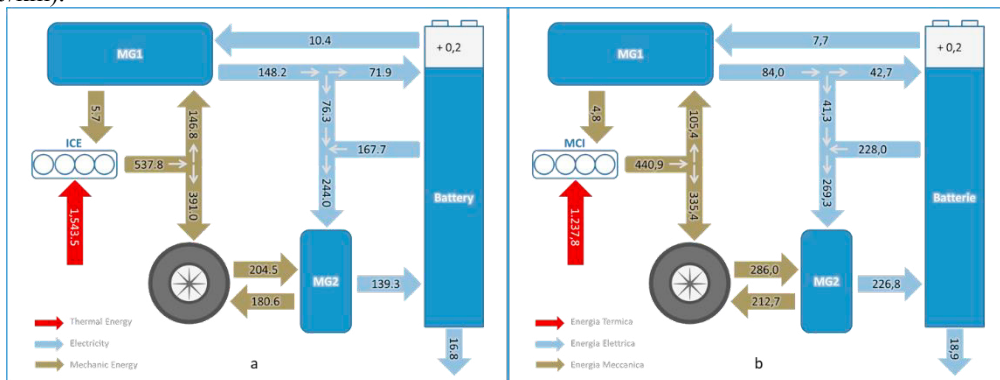 /km).
10.4
MG1
+ 0,2
148.2
71.9
5.7
146.8
76.3
ICE
537.8
167.7
391.0
244.0
Battery
1,543.5
204.5
MG2
139.3
180.6
Thermal Energy
Electricity
Mechanic Energy
a
16.8
7,7
MG1
+ 0,2
84,0
42,7
4,8
105,4
41,3
MCI
440,9
228,0
335,4
269,3
Batterie
1.237,8
286,0
MG2
226,8
212,7
Energia Termica
Energia Elettrica
Energia Meccanica
b
18,9